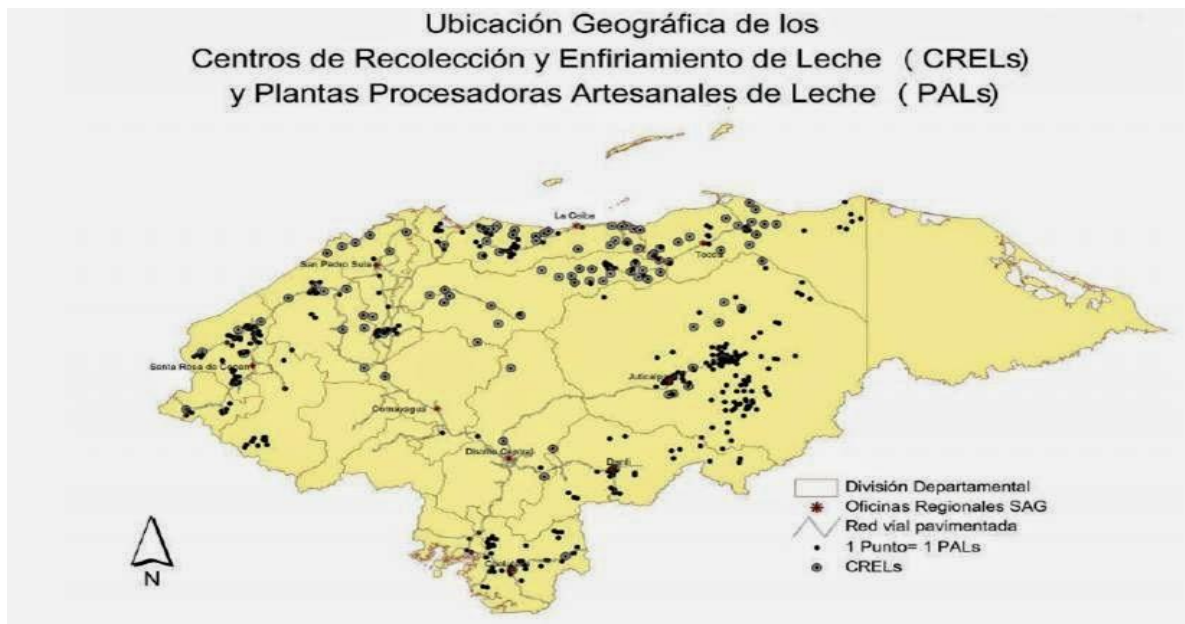 Ubicación Geográfica de los
Centros de Recolección y Enfiriamiento de Leche ( CRELs)
y Plantas Procesadoras Artesanales de Leche ( PALs)
La Ceiba
San Pedro Sula
Tocoa
Santa Rosa de Copan
Juticalpa
Comayagua
Distrito Central
Danlí
División Departamental
Oficinas Regionales SAG
Red vial pavimentada
1 Punto= 1 PALs
CRELs
N